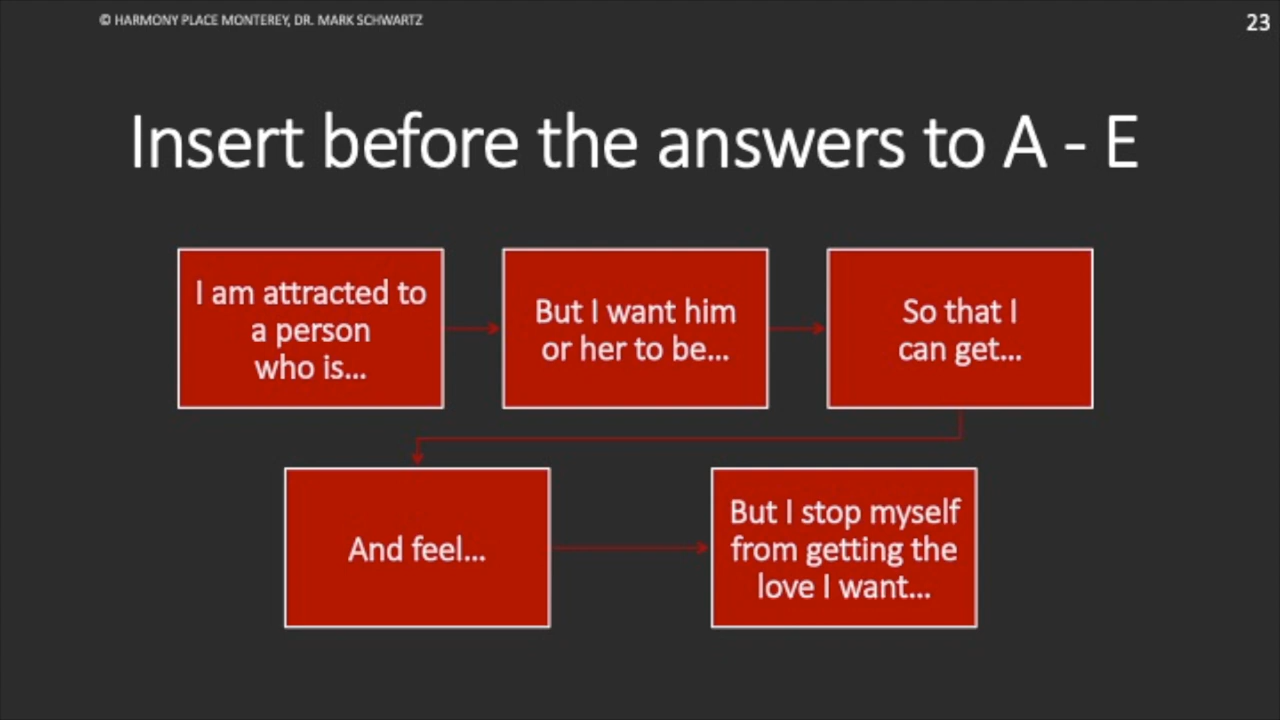 © HARMONY PLACE MONTEREY, DR. MARK SCHWARTZ
23
Insert before the answers to A - E
I am attracted to
a person
who is...
But I want him
or her to be...
So that I
can get...
And feel...
But I stop myself
from getting the
love I want...